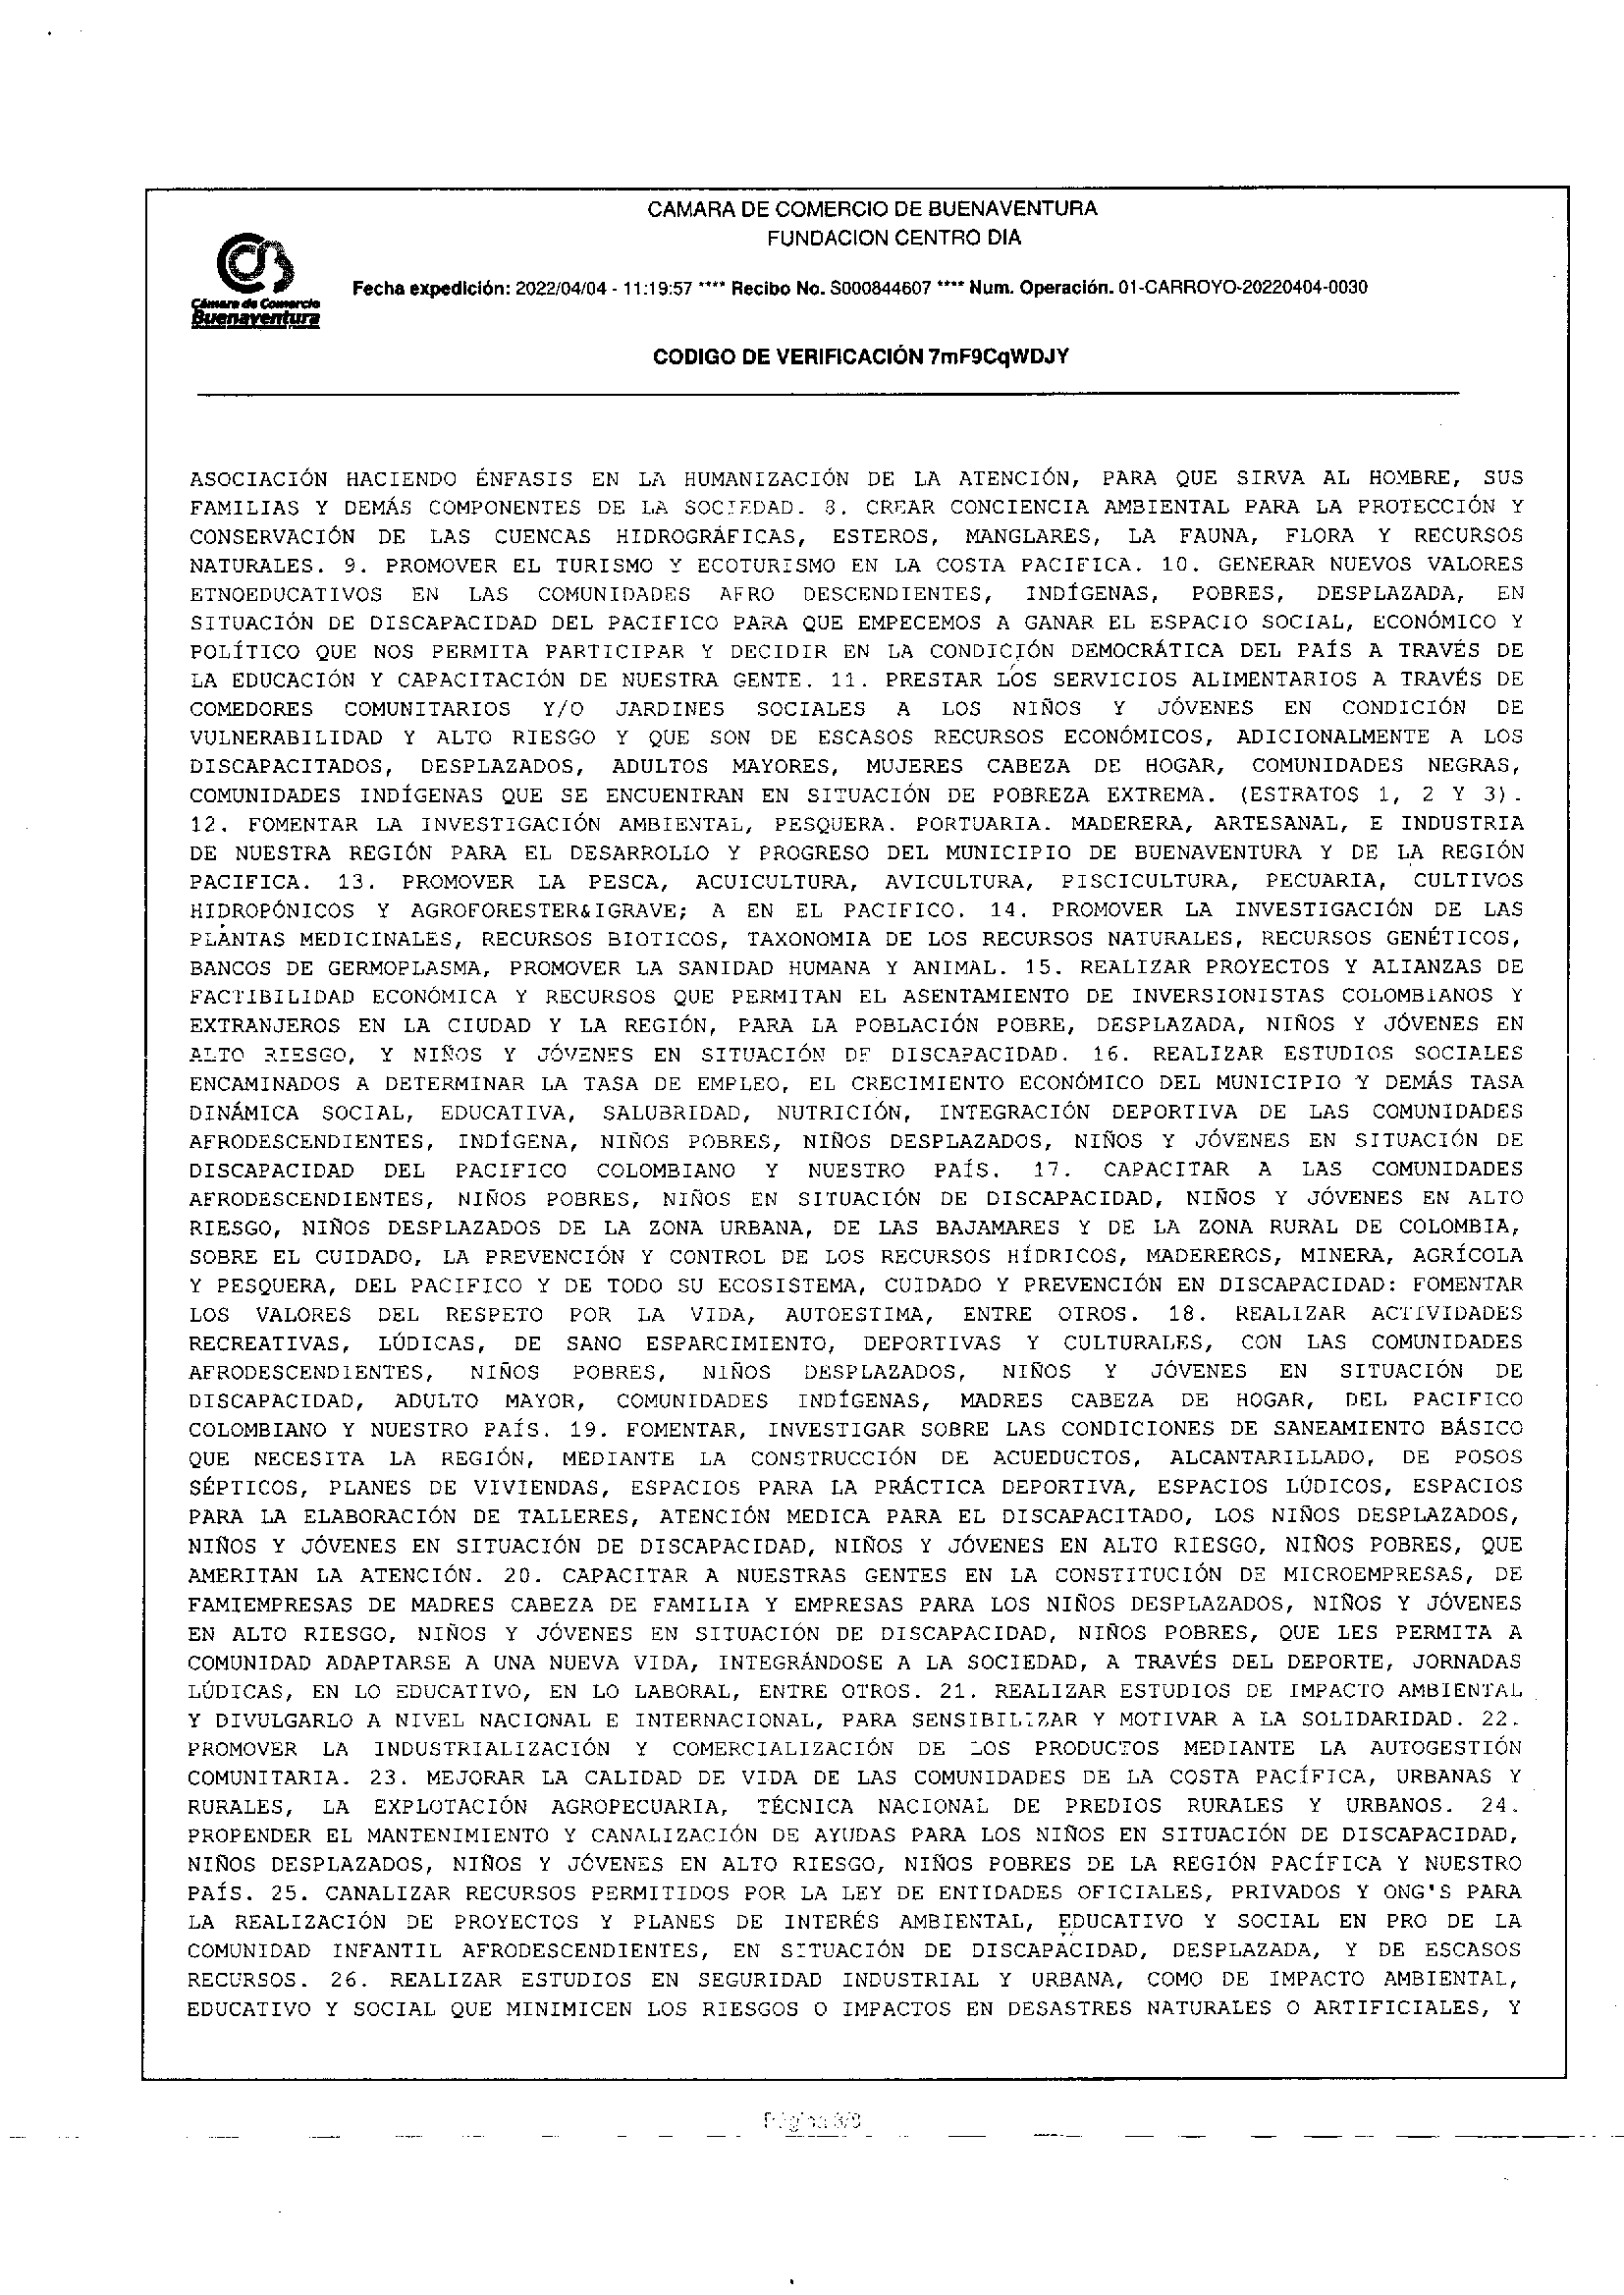 CAMARA DE COMERCIO DE BUENAVENTURA
FUNDACION CENTRO DIA
Cámara de Comercio
Buenaventura
Fecha expedición: 2022/04/04 - 11:19:57 **** Recibo No. S000844607 **** Num. Operación. 01-CARROYO-20220404-0030
CODIGO DE VERIFICACIÓN 7mF9CqWDJY
ASOCIACIÓN HACIENDO ÉNFASIS EN LA HUMANIZACIÓN DE LA ATENCIÓN, PARA QUE SIRVA AL HOMBRE, SUS
FAMILIAS Y DEMÁS COMPONENTES DE LA SOCIEDAD. 8. CREAR CONCIENCIA AMBIENTAL PARA LA PROTECCIÓN Y
CONSERVACIÓN DE LAS CUENCAS HIDROGRÁFICAS, ESTEROS, MANGLARES, LA FAUNA, FLORA Y RECURSOS
NATURALES. 9. PROMOVER EL TURISMO Y ECOTURISMO EN LA COSTA PACIFICA. 10. GENERAR NUEVOS VALORES
ETNOEDUCATIVOS EN LAS COMUNIDADES AFRO DESCENDIENTES, INDÍGENAS, POBRES, DESPLAZADA, EN
SITUACIÓN DE DISCAPACIDAD DEL PACIFICO PARA QUE EMPECEMOS A GANAR EL ESPACIO SOCIAL, ECONÓMICO Y
POLÍTICO QUE NOS PERMITA PARTICIPAR Y DECIDIR EN LA CONDICIÓN DEMOCRÁTICA DEL PAÍS A TRAVÉS DE
LA EDUCACIÓN Y CAPACITACIÓN DE NUESTRA GENTE. 11. PRESTAR LOS SERVICIOS ALIMENTARIOS A TRAVÉS DE
COMEDORES COMUNITARIOS Y/O JARDINES SOCIALES A LOS NIÑOS Y JÓVENES EN CONDICIÓN DE
VULNERABILIDAD Y ALTO RIESGO Y QUE SON DE ESCASOS RECURSOS ECONÓMICOS, ADICIONALMENTE A LOS
DISCAPACITADOS, DESPLAZADOS, ADULTOS MAYORES, MUJERES CABEZA DE HOGAR, COMUNIDADES NEGRAS,
COMUNIDADES INDÍGENAS QUE SE ENCUENTRAN EN SITUACIÓN DE POBREZA EXTREMA. (ESTRATOS 1, 2 Y 3).
12. FOMENTAR LA INVESTIGACIÓN AMBIENTAL, PESQUERA. PORTUARIA. MADERERA, ARTESANAL, E INDUSTRIA
DE NUESTRA REGIÓN PARA EL DESARROLLO Y PROGRESO DEL MUNICIPIO DE BUENAVENTURA Y DE LA REGIÓN
PACIFICA. 13. PROMOVER LA PESCA, ACUICULTURA, AVICULTURA, PISCICULTURA, PECUARIA, CULTIVOS
HIDROPÓNICOS Y AGROFORESTER&IGRAVE; A EN EL PACIFICO. 14. PROMOVER LA INVESTIGACIÓN DE LAS
PLANTAS MEDICINALES, RECURSOS BIOTICOS, TAXONOMIA DE LOS RECURSOS NATURALES, RECURSOS GENÉTICOS,
BANCOS DE GERMOPLASMA, PROMOVER LA SANIDAD HUMANA Y ANIMAL. 15. REALIZAR PROYECTOS Y ALIANZAS DE
FACTIBILIDAD ECONÓMICA Y RECURSOS QUE PERMITAN EL ASENTAMIENTO DE INVERSIONISTAS COLOMBIANOS Y
EXTRANJEROS EN LA CIUDAD Y LA REGIÓN, PARA LA POBLACIÓN POBRE, DESPLAZADA, NIÑOS Y JÓVENES EN
ALTO RIESGO, Y NIÑOS Y JÓVENES EN SITUACIÓN DE DISCAPACIDAD. 16. REALIZAR ESTUDIOS SOCIALES
ENCAMINADOS A DETERMINAR LA TASA DE EMPLEO, EL CRECIMIENTO ECONÓMICO DEL MUNICIPIO Y DEMÁS TASA
DINÁMICA SOCIAL, EDUCATIVA, SALUBRIDAD, NUTRICIÓN, INTEGRACIÓN DEPORTIVA DE LAS COMUNIDADES
AFRODESCENDIENTES, INDÍGENA, NIÑOS POBRES, NIÑOS DESPLAZADOS, NIÑOS Y JÓVENES EN SITUACIÓN DE
DISCAPACIDAD DEL PACIFICO COLOMBIANO Y NUESTRO PAÍS. 17. CAPACITAR A LAS COMUNIDADES
AFRODESCENDIENTES, NIÑOS POBRES, NIÑOS EN SITUACIÓN DE DISCAPACIDAD, NIÑOS Y JÓVENES EN ALTO
RIESGO, NIÑOS DESPLAZADOS DE LA ZONA URBANA, DE LAS BAJAMARES Y DE LA ZONA RURAL DE COLOMBIA,
SOBRE EL CUIDADO, LA PREVENCIÓN Y CONTROL DE LOS RECURSOS HÍDRICOS, MADEREROS, MINERA, AGRÍCOLA
Y PESQUERA, DEL PACIFICO Y DE TODO SU ECOSISTEMA, CUIDADO Y PREVENCIÓN EN DISCAPACIDAD: FOMENTAR
LOS VALORES DEL RESPETO POR LA VIDA, AUTOESTIMA, ENTRE OTROS. 18. REALIZAR ACTIVIDADES
RECREATIVAS, LÚDICAS, DE SANO ESPARCIMIENTO, DEPORTIVAS Y CULTURALES, CON LAS COMUNIDADES
AFRODESCENDIENTES, NIÑOS POBRES, NIÑOS DESPLAZADOS, NIÑOS Y JÓVENES EN SITUACIÓN DE
DISCAPACIDAD, ADULTO MAYOR, COMUNIDADES INDÍGENAS, MADRES CABEZA DE HOGAR, DEL PACIFICO
COLOMBIANO Y NUESTRO PAÍS. 19. FOMENTAR, INVESTIGAR SOBRE LAS CONDICIONES DE SANEAMIENTO BÁSICO
QUE NECESITA LA REGIÓN, MEDIANTE LA CONSTRUCCIÓN DE ACUEDUCTOS, ALCANTARILLADO, DE POSOS
SÉPTICOS, PLANES DE VIVIENDAS, ESPACIOS PARA LA PRÁCTICA DEPORTIVA, ESPACIOS LÚDICOS, ESPACIOS
PARA LA ELABORACIÓN DE TALLERES, ATENCIÓN MEDICA PARA EL DISCAPACITADO, LOS NIÑOS DESPLAZADOS,
NIÑOS Y JÓVENES EN SITUACIÓN DE DISCAPACIDAD, NIÑOS Y JÓVENES EN ALTO RIESGO, NIÑOS POBRES, QUE
AMERITAN LA ATENCIÓN. 20. CAPACITAR A NUESTRAS GENTES EN LA CONSTITUCIÓN DE MICROEMPRESAS, DE
FAMIEMPRESAS DE MADRES CABEZA DE FAMILIA Y EMPRESAS PARA LOS NIÑOS DESPLAZADOS, NIÑOS Y JÓVENES
EN ALTO RIESGO, NIÑOS Y JÓVENES EN SITUACIÓN DE DISCAPACIDAD, NIÑOS POBRES, QUE LES PERMITA A
COMUNIDAD ADAPTARSE A UNA NUEVA VIDA, INTEGRÁNDOSE A LA SOCIEDAD, A TRAVÉS DEL DEPORTE, JORNADAS
LÚDICAS, EN LO EDUCATIVO, EN LO LABORAL, ENTRE OTROS. 21. REALIZAR ESTUDIOS DE IMPACTO AMBIENTAL
Y DIVULGARLO A NIVEL NACIONAL E INTERNACIONAL, PARA SENSIBILIZAR Y MOTIVAR A LA SOLIDARIDAD. 22.
PROMOVER LA INDUSTRIALIZACIÓN Y COMERCIALIZACIÓN DE LOS PRODUCTOS MEDIANTE LA AUTOGESTIÓN
COMUNITARIA. 23. MEJORAR LA CALIDAD DE VIDA DE LAS COMUNIDADES DE LA COSTA PACÍFICA, URBANAS Y
RURALES, LA EXPLOTACIÓN AGROPECUARIA, TÉCNICA NACIONAL DE PREDIOS RURALES Y URBANOS. 24.
PROPENDER EL MANTENIMIENTO Y CANALIZACIÓN DE AYUDAS PARA LOS NIÑOS EN SITUACIÓN DE DISCAPACIDAD,
NIÑOS DESPLAZADOS, NIÑOS Y JÓVENES EN ALTO RIESGO, NIÑOS POBRES DE LA REGIÓN PACÍFICA Y NUESTRO
PAÍS. 25. CANALIZAR RECURSOS PERMITIDOS POR LA LEY DE ENTIDADES OFICIALES, PRIVADOS Y ONG'S PARA
LA REALIZACIÓN DE PROYECTOS Y PLANES DE INTERÉS AMBIENTAL, EDUCATIVO Y SOCIAL EN PRO DE LA
COMUNIDAD INFANTIL AFRODESCENDIENTES, EN SITUACIÓN DE DISCAPACIDAD, DESPLAZADA, Y DE ESCASOS
RECURSOS. 26. REALIZAR ESTUDIOS EN SEGURIDAD INDUSTRIAL Y URBANA, COMO DE IMPACTO AMBIENTAL,
EDUCATIVO Y SOCIAL QUE MINIMICEN LOS RIESGOS O IMPACTOS EN DESASTRES NATURALES O ARTIFICIALES, Y
Página